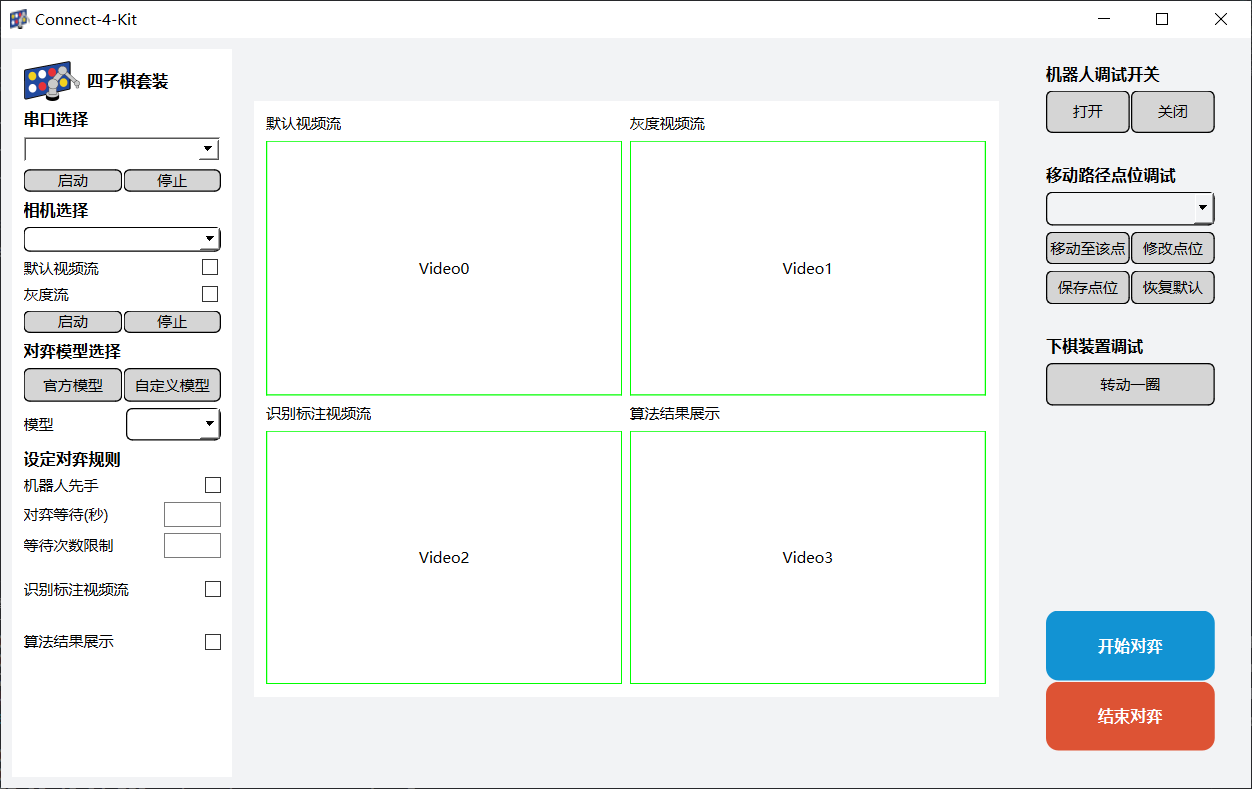 Connect-4-Kit
四子棋套装
串口选择
启动
停止
相机选择
默认视频流
灰度流
启动
停止
对弈模型选择
官方模型
自定义模型
模型
设定对弈规则
机器人先手
对弈等待(秒)
等待次数限制
识别标注视频流
算法结果展示
默认视频流
灰度视频流
Video0
Video1
识别标注视频流
算法结果展示
Video2
Video3
机器人调试开关
打开
关闭
移动路径点位调试
移动至该点
修改点位
保存点位
恢复默认
下棋装置调试
转动一圈
开始对弈
结束对弈